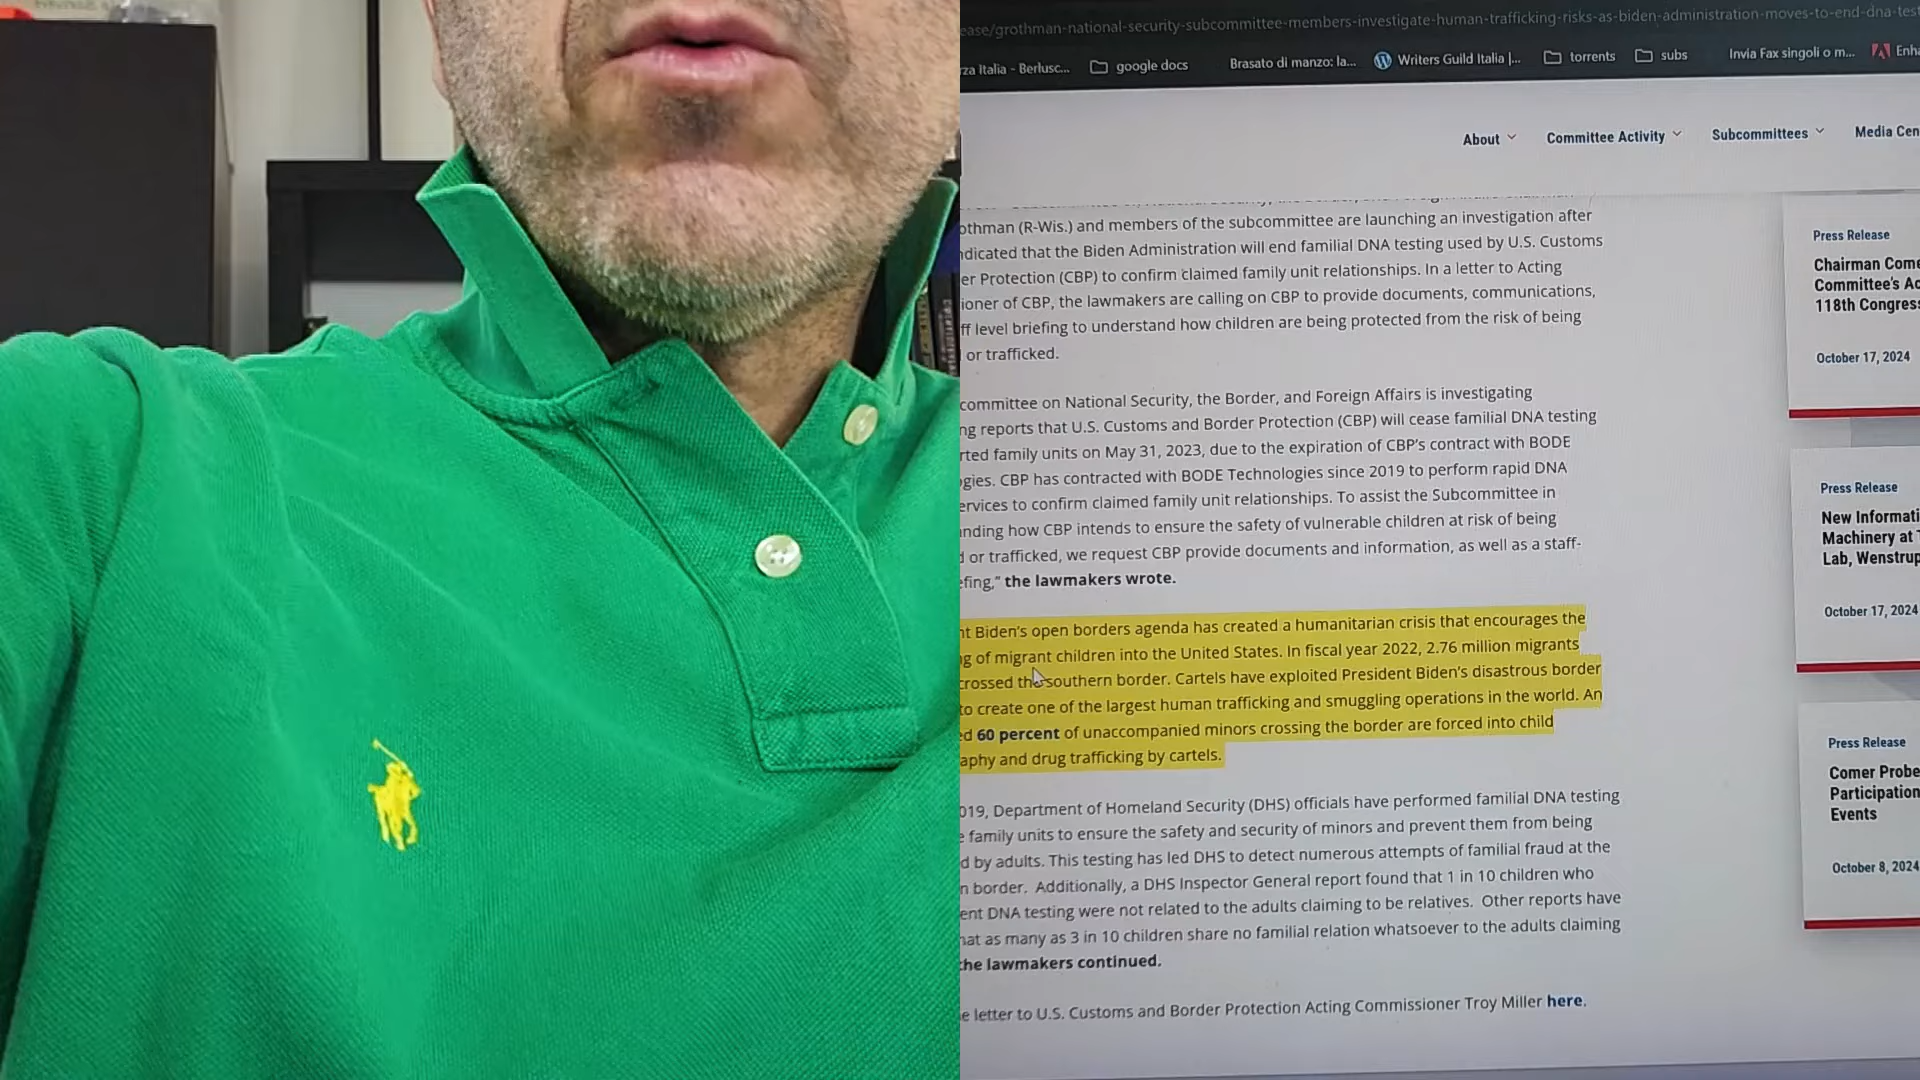 ease/grothman-national-security-subcommittee-members-investigate-human-trafficking-risks-as-biden-administration-moves-to-end-dna-test
rza Italia - Berlusc...
google docs
Brasato di manzo: la...
Writers Guild Italia |...
torrents
subs
Invia Fax singoli o m...
Enha
About
Committee Activity
Subcommittees
Media Cen
othman (R-Wis.) and members of the subcommittee are launching an investigation after
ndicated that the Biden Administration will end familial DNA testing used by U.S. Customs
er Protection (CBP) to confirm claimed family unit relationships. In a letter to Acting
ioner of CBP, the lawmakers are calling on CBP to provide documents, communications,
ff level briefing to understand how children are being protected from the risk of being
or trafficked.
committee on National Security, the Border, and Foreign Affairs is investigating
ng reports that U.S. Customs and Border Protection (CBP) will cease familial DNA testing
rted family units on May 31, 2023, due to the expiration of CBP's contract with BODE
gies. CBP has contracted with BODE Technologies since 2019 to perform rapid DNA
ervices to confirm claimed family unit relationships. To assist the Subcommittee in
nding how CBP intends to ensure the safety of vulnerable children at risk of being
d or trafficked, we request CBP provide documents and information, as well as a staff-
efing," the lawmakers wrote.
nt Biden's open borders agenda has created a humanitarian crisis that encourages the
ng of migrant children into the United States. In fiscal year 2022, 2.76 million migrants
crossed the southern border. Cartels have exploited President Biden's disastrous border
to create one of the largest human trafficking and smuggling operations in the world. An
ed 60 percent of unaccompanied minors crossing the border are forced into child
aphy and drug trafficking by cartels.
019, Department of Homeland Security (DHS) officials have performed familial DNA testing
e family units to ensure the safety and security of minors and prevent them from being
d by adults. This testing has led DHS to detect numerous attempts of familial fraud at the
n border. Additionally, a DHS Inspector General report found that 1 in 10 children who
ent DNA testing were not related to the adults claiming to be relatives. Other reports have
hat as many as 3 in 10 children share no familial relation whatsoever to the adults claiming
the lawmakers continued.
e letter to U.S. Customs and Border Protection Acting Commissioner Troy Miller here.
Press Release
Chairman Come
Committee's Ac
118th Congress
October 17, 2024
Press Release
New Informati
Machinery at
Lab, Wenstrup
October 17, 2024
Press Release
Comer Probe
Participation
Events
October 8, 2024